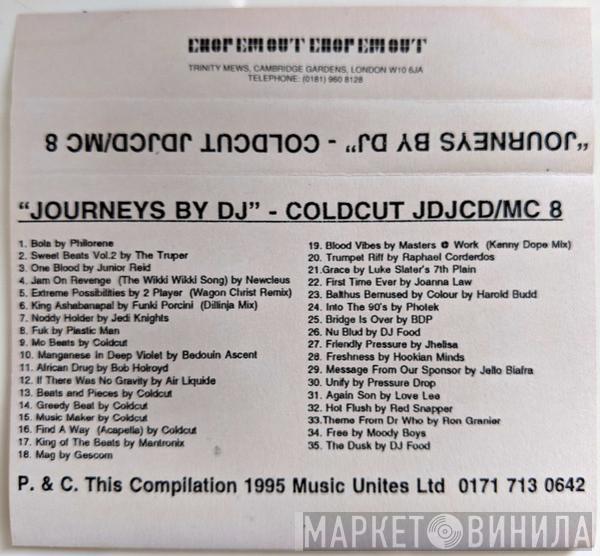 CHOP EM OUT CHOP EM OUT
TRINITY MEWS, CAMBRIDGE GARDENS, LONDON W10 6JA
TELEPHONE: (0181) 960 8128
"JOURNEYS BY DJ" - COLDCUT JDJCD/MC 8
"JOURNEYS BY DJ" - COLDCUT JDJCD/MC 8
1. Bola by Philorene
2. Sweet Beats Vol.2 by The Truper
3. One Blood by Junior Reid
4. Jam On Revenge (The Wikki Wikki Song) by Newcleus
5. Extreme Possibilities by 2 Player (Wagon Christ Remix)
6. King Ashabanapal by Funki Porcini (Dillinja Mix)
7. Noddy Holder by Jedi Knights
8. Fuk by Plastic Man
9. Mo Beats by Coldcut
10. Manganese in Deep Violet by Bedouin Ascent
11. African Drug by Bob Holroyd
12. If There Was No Gravity by Air Liquide
13. Beats and Pieces by Coldcut
14. Greedy Beat by Coldcut
15. Music Maker by Coldcut
16. Find A Way (Acapella) by Coldcut
17. King of The Beats by Mantronix
18. Mag by Gescom
19. Blood Vibes by Masters @ Work (Kenny Dope Mix)
20. Trumpet Riff by Raphael Corderdos
21.Grace by Luke Slater's 7th Plain
22. First Time Ever by Joanna Law
23. Balthus Bemused by Colour by Harold Budd
24. Into The 90's by Photek
25. Bridge Is Over by BDP
26. Nu Blud by DJ Food
27. Friendly Pressure by Jhelisa
28. Freshness by Hookian Minds
29. Message From Our Sponsor by Jello Biafra
30. Unify by Pressure Drop
31. Again Son by Love Lee
32. Hot Flush by Red Snapper
33.Theme From Dr Who by Ron Granier
34. Free by Moody Boys
35. The Dusk by DJ Food
P. & C. This Compilation 1995 Music Unites Ltd 0171 713 0642
МАРКЕТ ВИНИЛА